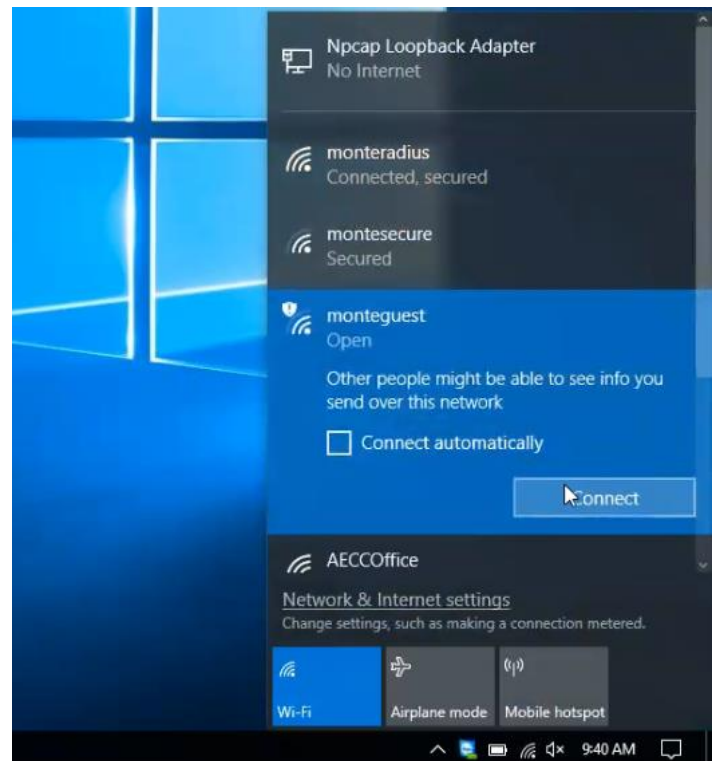 Npcap Loopback Adapter
No Internet
monteradius
Connected, secured
montesecure
Secured
monteguest
Open
Other people might be able to see info you
send over this network
Connect automatically
Connect
AECCOffice
Network & Internet settings
Change settings, such as making a connection metered.
Wi-Fi
Airplane mode
Mobile hotspot
9:40 AM